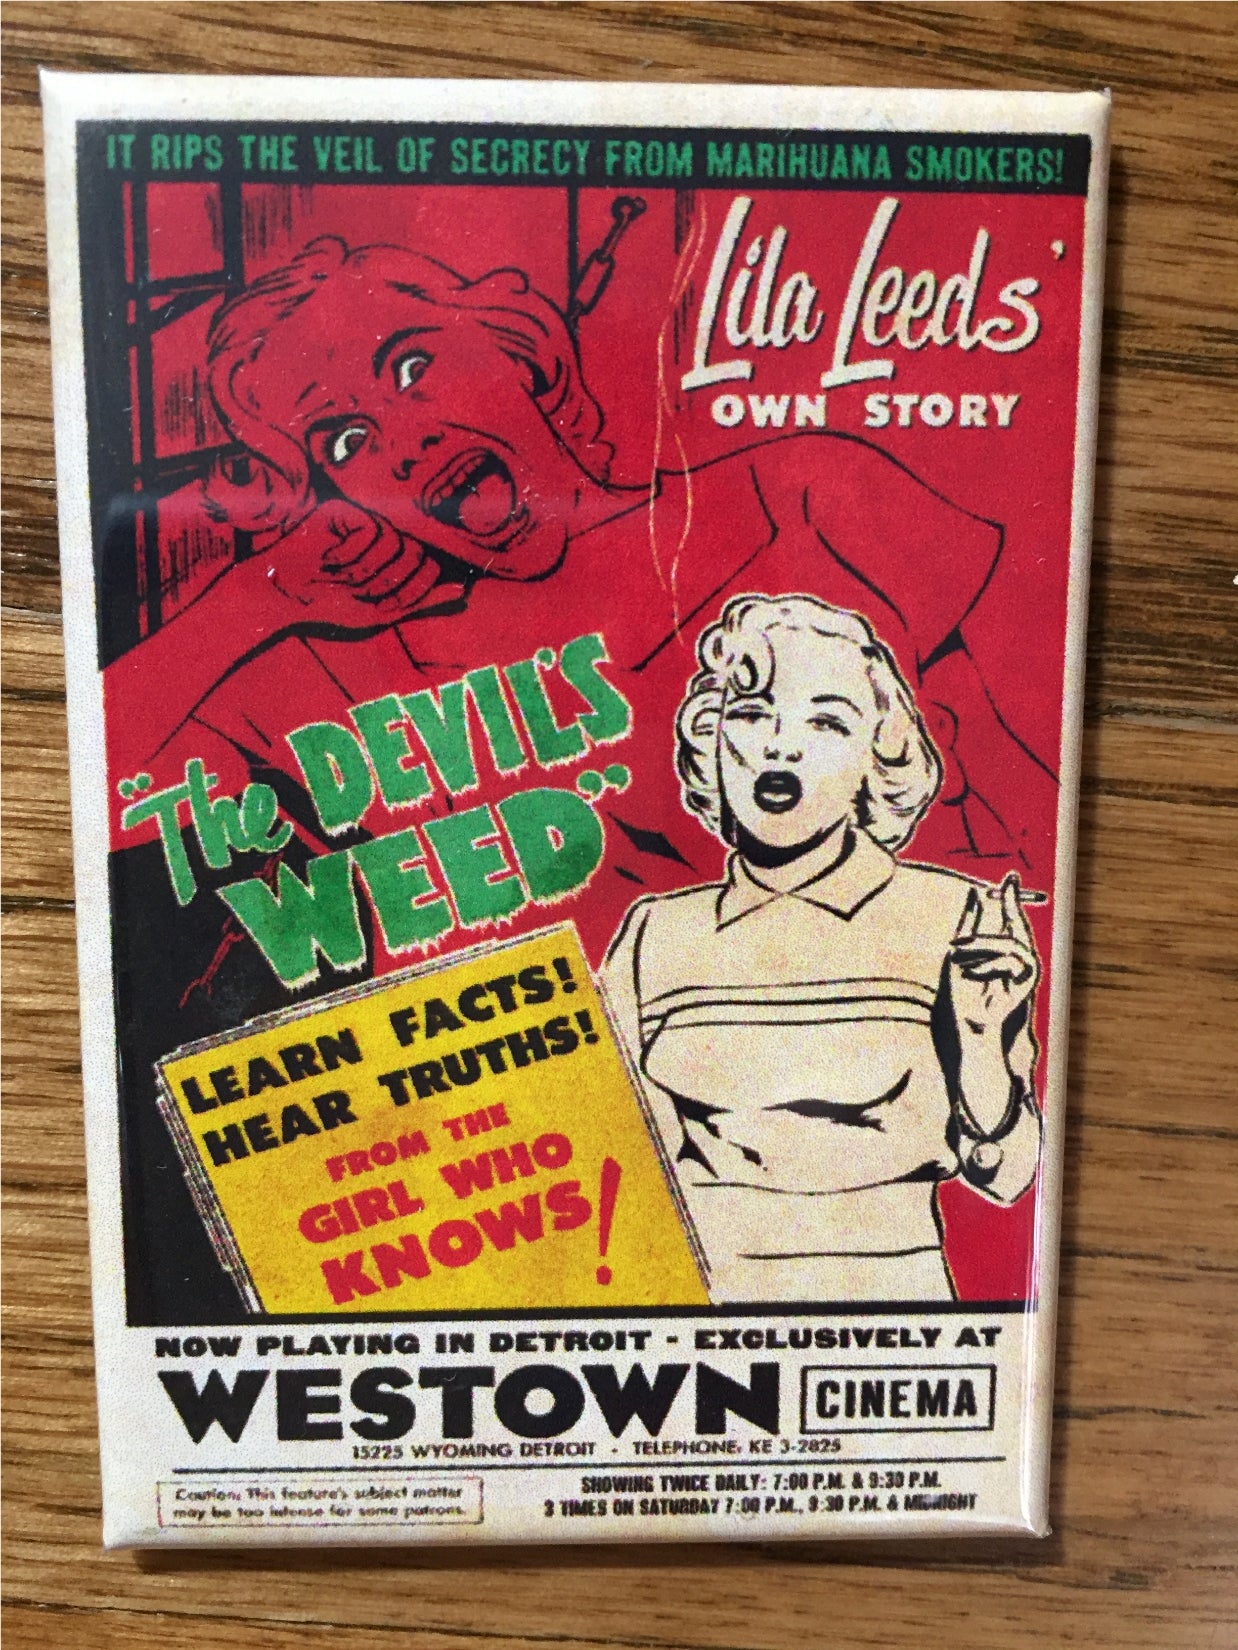 IT RIPS THE VEIL OF SECRECY FROM MARIHUANA SMOKERS!
Lila Leeds'
OWN STORY
"The DEVIL'S
WEED"
LEARN FACTS!
HEAR TRUTHS!
FROM THE
GIRL WHO
KNOWS!
NOW PLAYING IN DETROIT - EXCLUSIVELY AT
WESTOWN CINEMA
15225 WYOMING DETROIT - TELEPHONE, KE 3-2825
Caution: This feature's subject matter
may be too intense for some patrons.
SHOWING TWICE DAILY: 7:00 P.M. & 9:30 P.M.
3 TIMES ON SATURDAY 7:00 P.M., 9:30 P.M. & MIDNIGHT